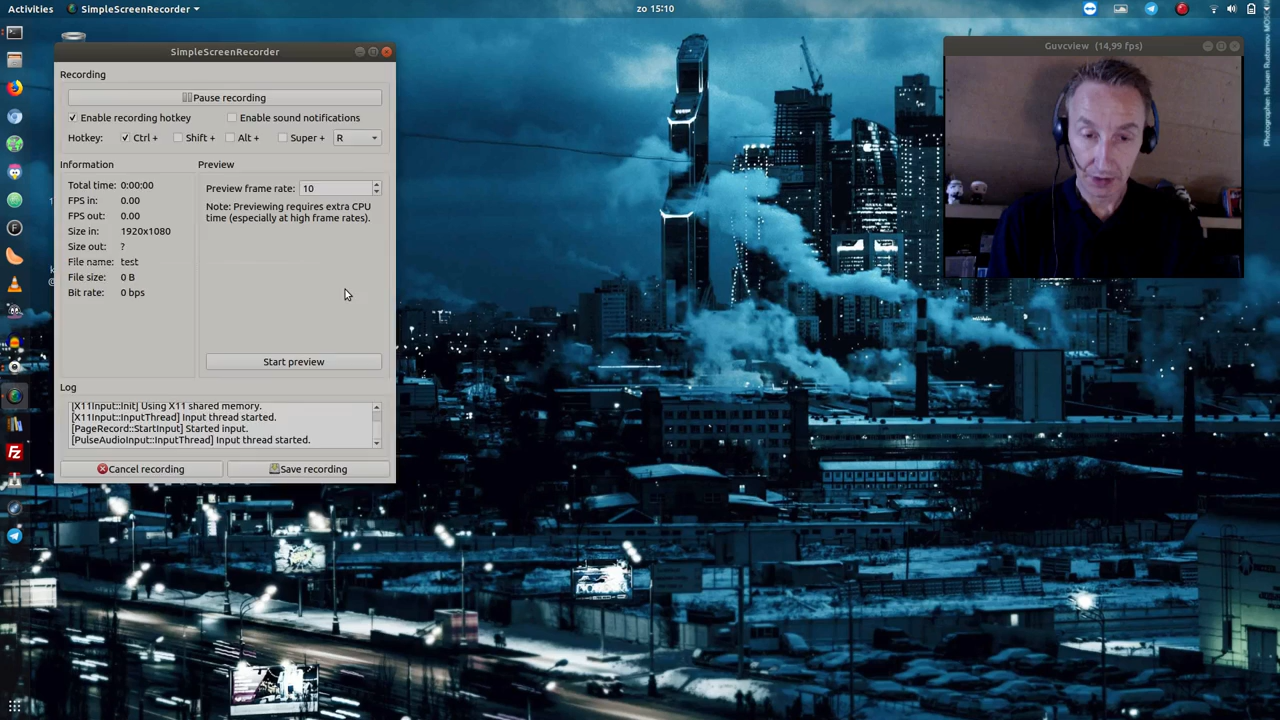 Activities
SimpleScreenRecorder
zo 15:10
SimpleScreenRecorder
Recording
Pause recording
Enable recording hotkey
Enable sound notifications
Hotkey:
Ctrl +
Shift +
Alt +
Super +
R
Information
Preview
Total time: 0:00:00
FPS in: 0.00
FPS out: 0.00
Size in: 1920x1080
Size out: ?
File name: test
File size: 0 B
Bit rate: 0 bps
Preview frame rate: 10
Note: Previewing requires extra CPU
time (especially at high frame rates).
Start preview
Log
[X11Input::Init] Using X11 shared memory.
[X11Input::InputThread] Input thread started.
[PageRecord::StartInput] Started input.
[PulseAudioInput::InputThread] Input thread started.
Cancel recording
Save recording
Guvcview (14,99 fps)
Photographer: Khusen Rustamov MOSCOW